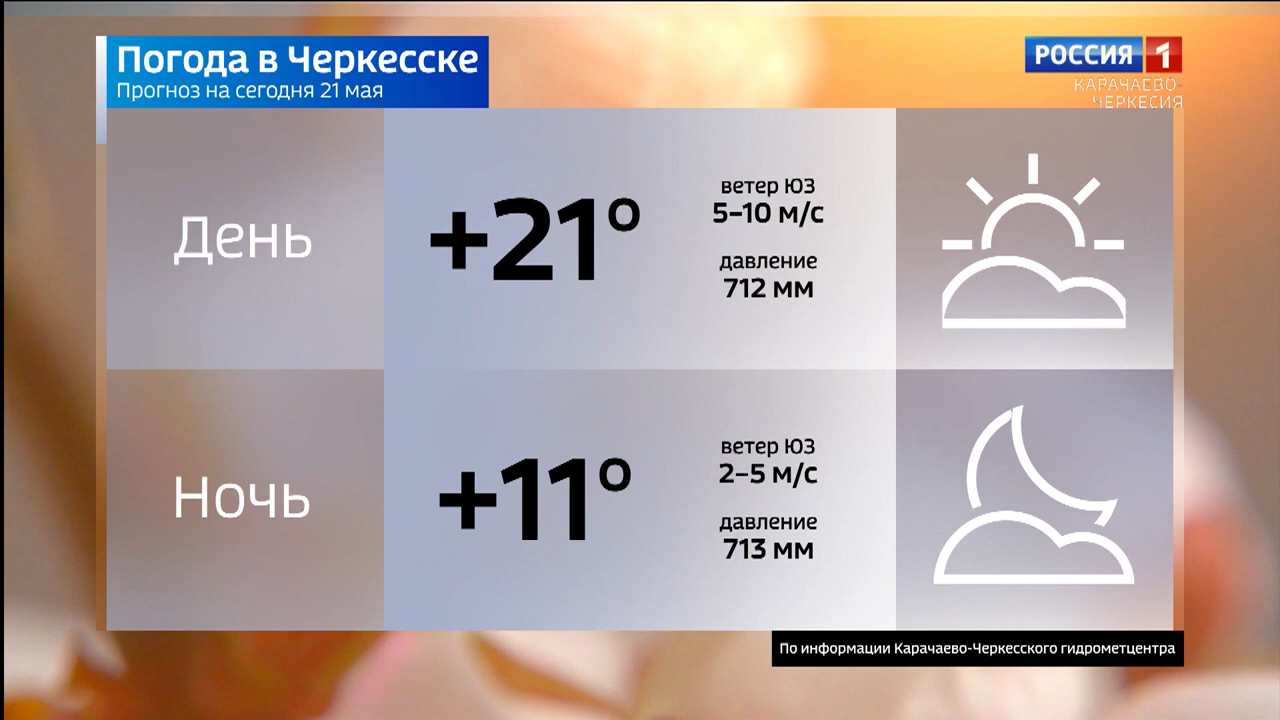 Погода в Черкесске
Прогноз на сегодня 21 мая
РОССИЯ 1
КАРАЧАЕВО-
ЧЕРКЕСИЯ
День
+21°
ветер ЮЗ
5–10 м/с
давление
712 мм
Ночь
+11°
ветер ЮЗ
2–5 м/с
давление
713 мм
По информации Карачаево-Черкесского гидрометцентра